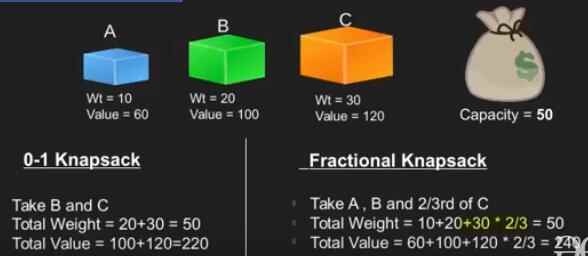 A
B
C
Wt = 10
Value = 60
Wt = 20
Value = 100
Wt = 30
Value = 120
$
Capacity = 50
0-1 Knapsack
Take B and C
Total Weight = 20+30 = 50
Total Value = 100+120=220
Fractional Knapsack
Take A , B and 2/3rd of C
Total Weight = 10+20+30 * 2/3 = 50
Total Value = 60+100+120 * 2/3 = 240